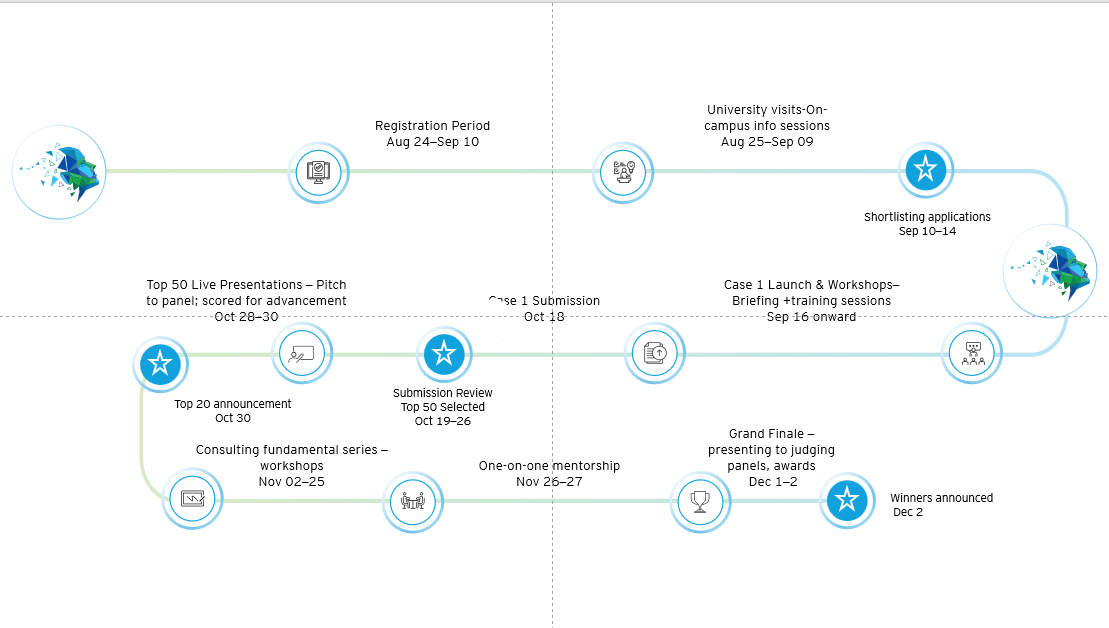 Registration Period
Aug 24–Sep 10
University visits-On-
campus info sessions
Aug 25–Sep 09
Shortlisting applications
Sep 10–14
Case 1 Launch & Workshops–
Briefing +training sessions
Sep 16 onward
Case 1 Submission
Oct 18
Submission Review
Top 50 Selected
Oct 19–26
Top 50 Live Presentations – Pitch
to panel; scored for advancement
Oct 28–30
Top 20 announcement
Oct 30
Consulting fundamental series –
workshops
Nov 02–25
One-on-one mentorship
Nov 26–27
Grand Finale –
presenting to judging
panels, awards
Dec 1–2
Winners announced
Dec 2